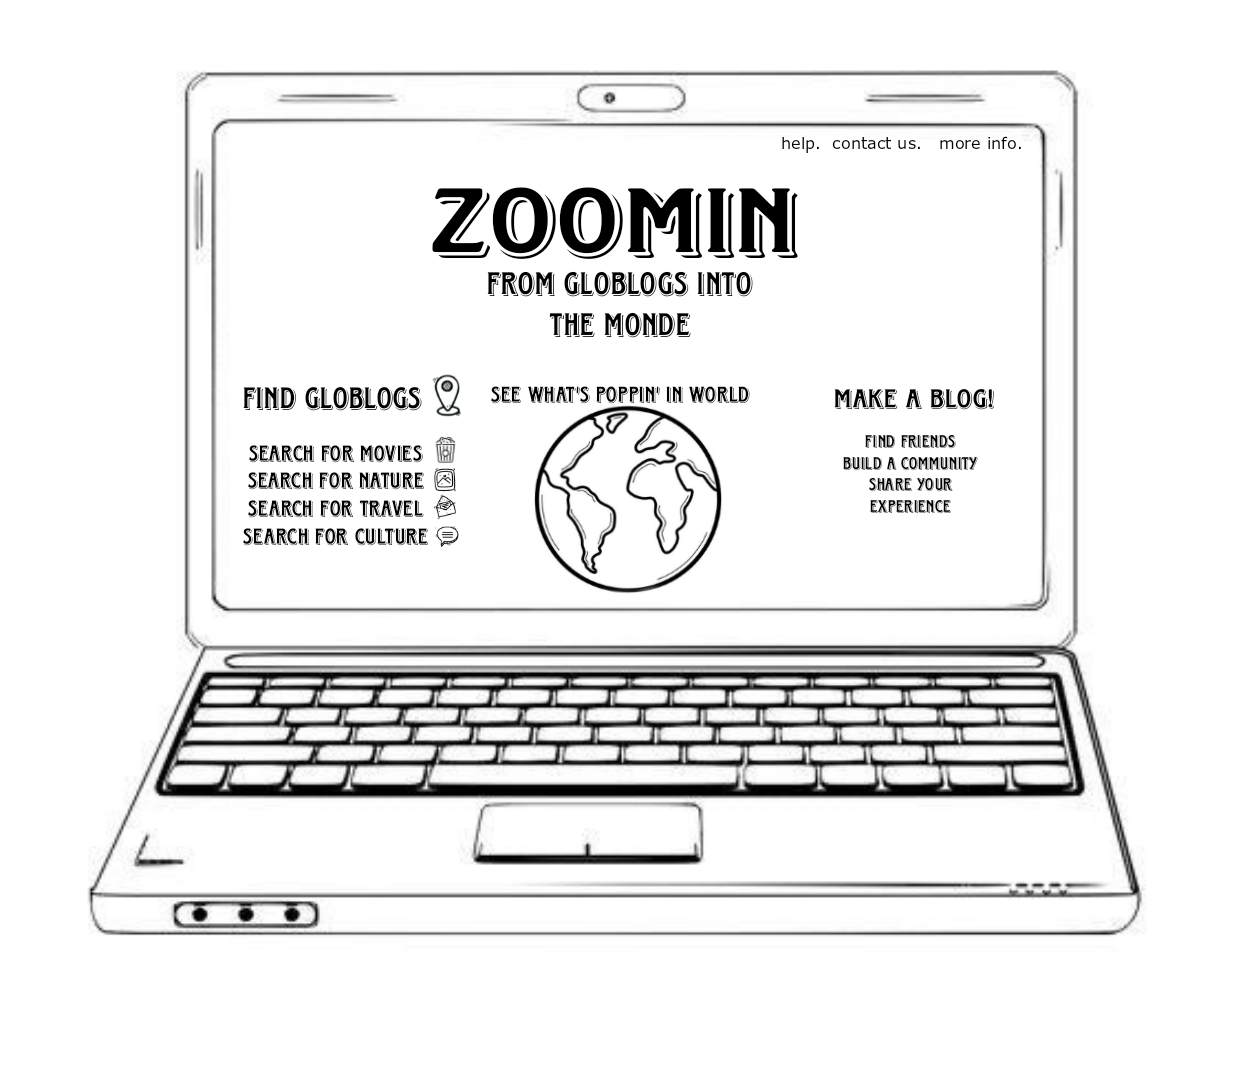 help. contact us. more info.
ZOOMIN
FROM GLOBLOGS INTO
THE MONDE
FIND GLOBLOGS
SEARCH FOR MOVIES
SEARCH FOR NATURE
SEARCH FOR TRAVEL
SEARCH FOR CULTURE
SEE WHAT'S POPPIN' IN WORLD
MAKE A BLOG!
FIND FRIENDS
BUILD A COMMUNITY
SHARE YOUR
EXPERIENCE